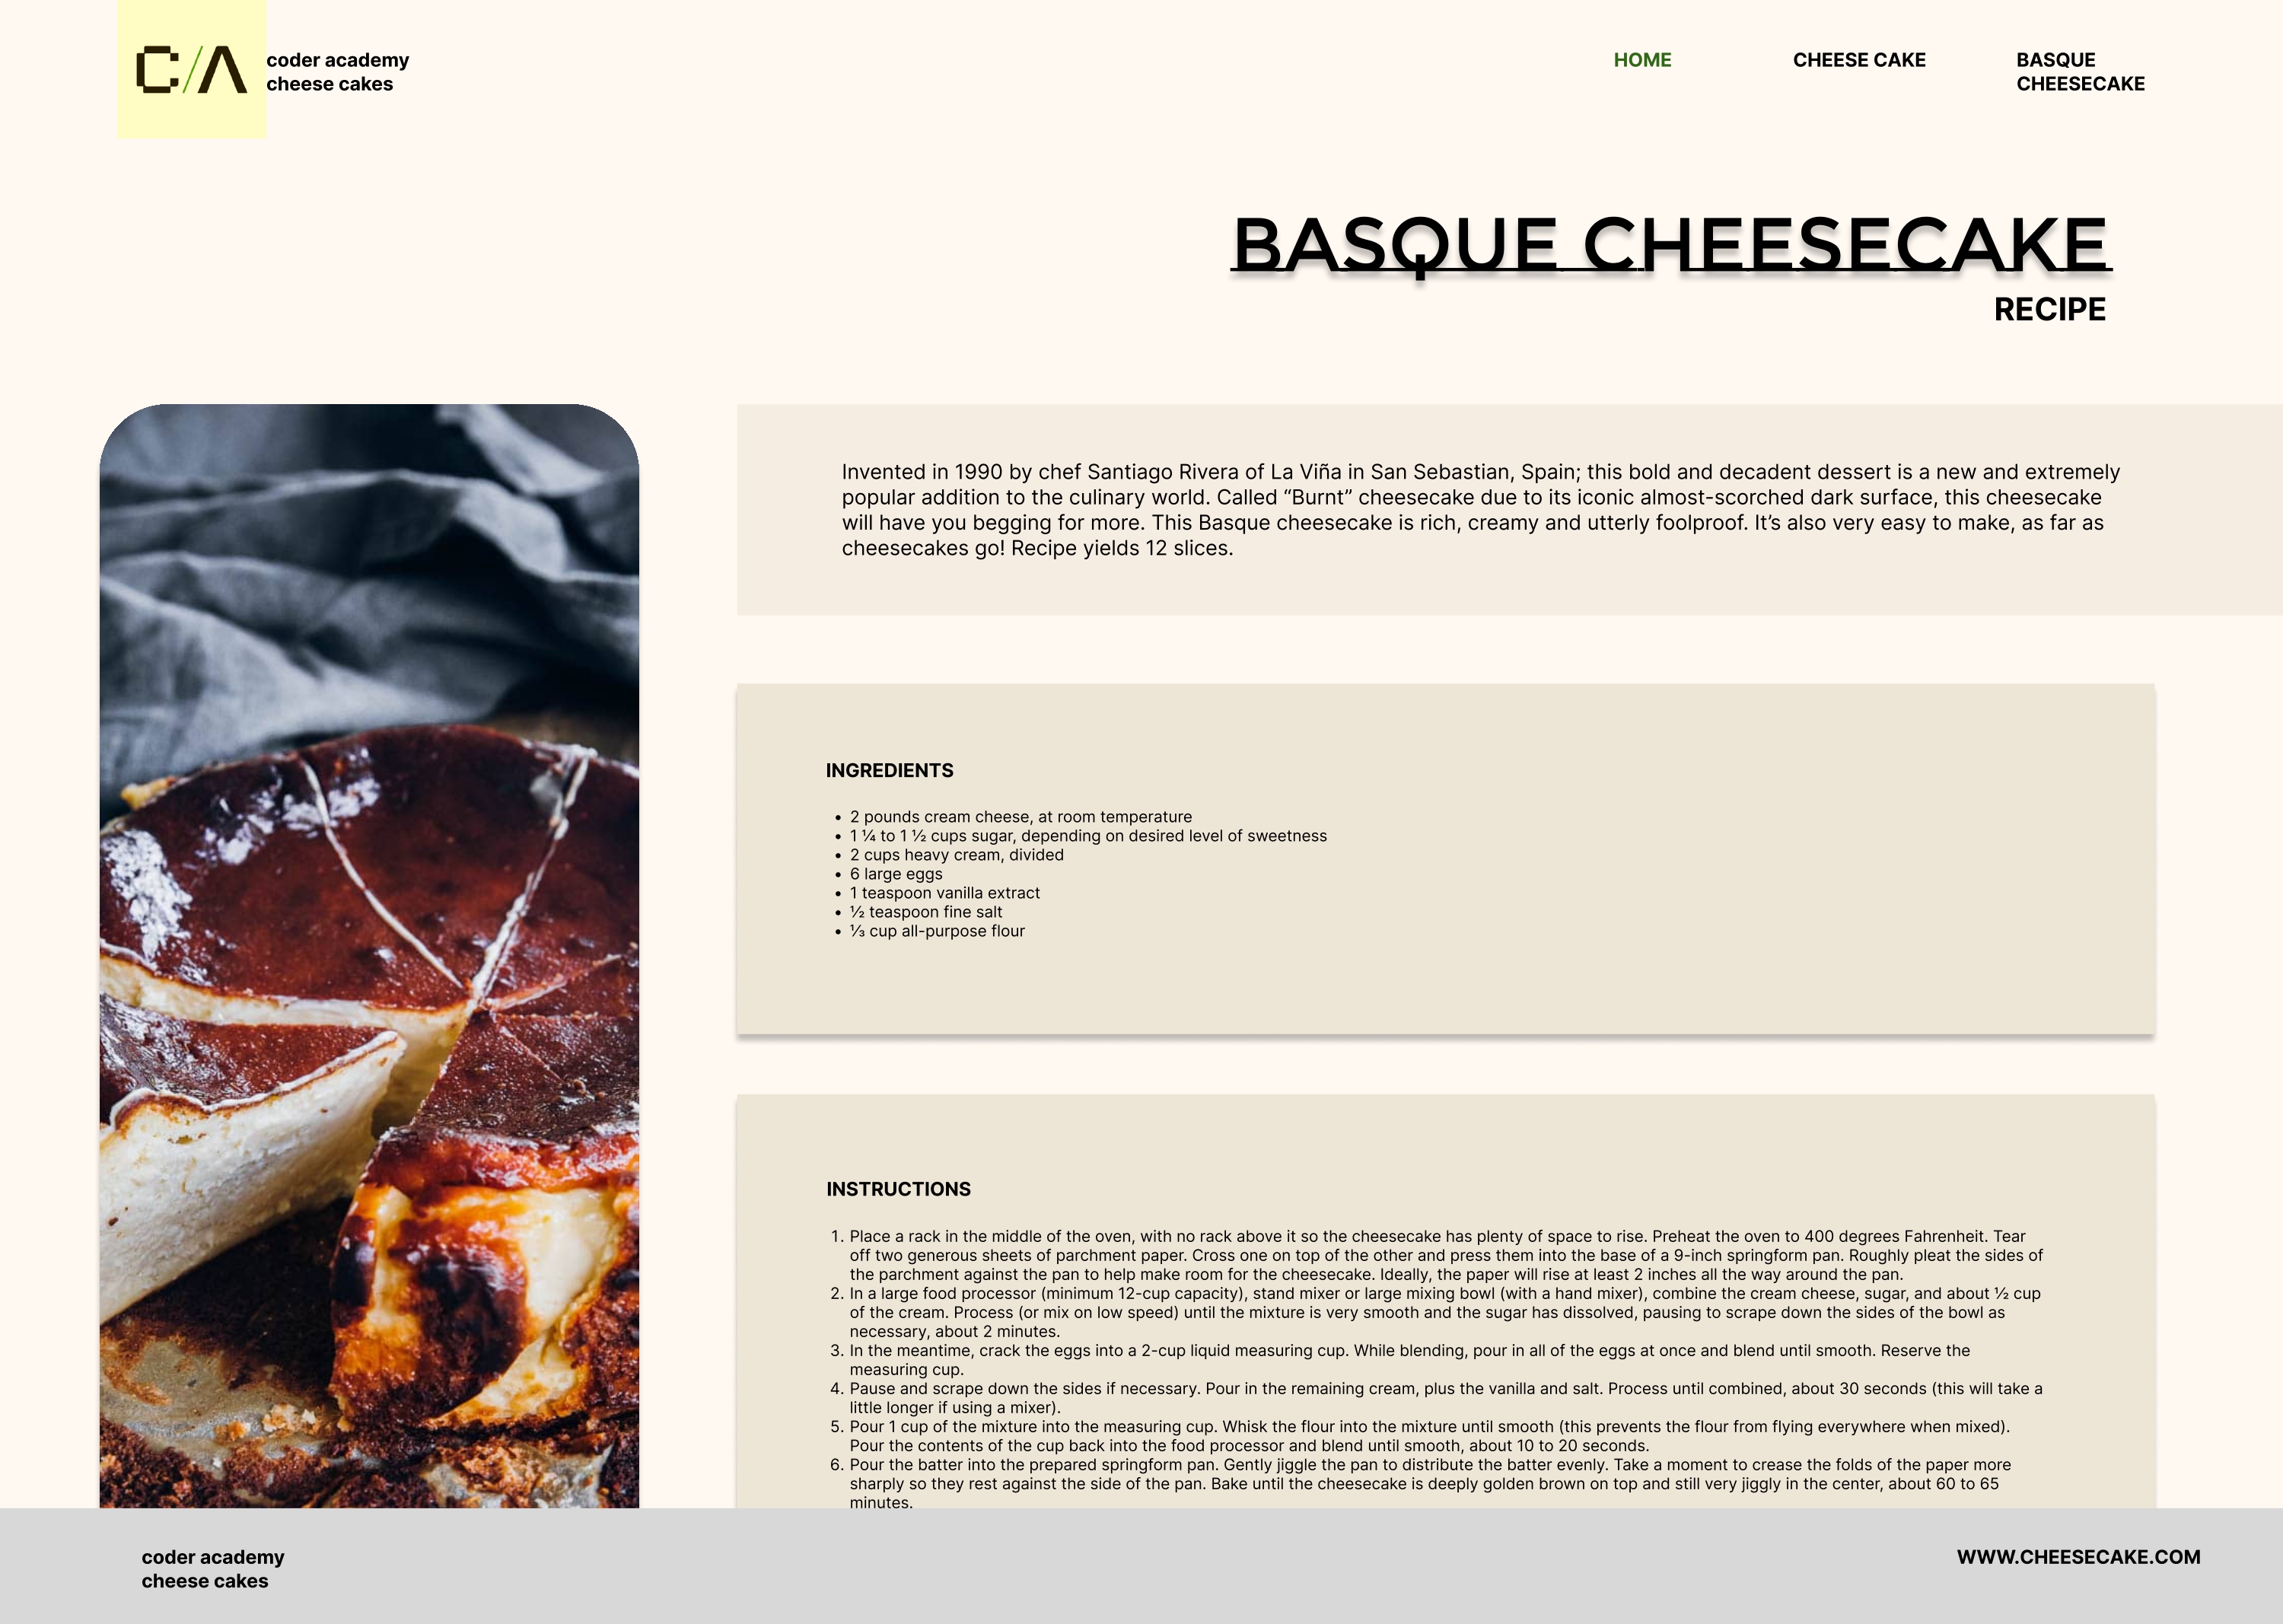 C/A
coder academy
cheese cakes
HOME
CHEESE CAKE
BASQUE
CHEESECAKE
BASQUE CHEESECAKE
RECIPE
Invented in 1990 by chef Santiago Rivera of La Viña in San Sebastian, Spain; this bold and decadent dessert is a new and extremely
popular addition to the culinary world. Called “Burnt” cheesecake due to its iconic almost-scorched dark surface, this cheesecake
will have you begging for more. This Basque cheesecake is rich, creamy and utterly foolproof. It’s also very easy to make, as far as
cheesecakes go! Recipe yields 12 slices.
INGREDIENTS
• 2 pounds cream cheese, at room temperature
• 1 ¼ to 1 ½ cups sugar, depending on desired level of sweetness
• 2 cups heavy cream, divided
• 6 large eggs
• 1 teaspoon vanilla extract
• ½ teaspoon fine salt
• ⅓ cup all-purpose flour
INSTRUCTIONS
1. Place a rack in the middle of the oven, with no rack above it so the cheesecake has plenty of space to rise. Preheat the oven to 400 degrees Fahrenheit. Tear
off two generous sheets of parchment paper. Cross one on top of the other and press them into the base of a 9-inch springform pan. Roughly pleat the sides of
the parchment against the pan to help make room for the cheesecake. Ideally, the paper will rise at least 2 inches all the way around the pan.
2. In a large food processor (minimum 12-cup capacity), stand mixer or large mixing bowl (with a hand mixer), combine the cream cheese, sugar, and about ½ cup
of the cream. Process (or mix on low speed) until the mixture is very smooth and the sugar has dissolved, pausing to scrape down the sides of the bowl as
necessary, about 2 minutes.
3. In the meantime, crack the eggs into a 2-cup liquid measuring cup. While blending, pour in all of the eggs at once and blend until smooth. Reserve the
measuring cup.
4. Pause and scrape down the sides if necessary. Pour in the remaining cream, plus the vanilla and salt. Process until combined, about 30 seconds (this will take a
little longer if using a mixer).
5. Pour 1 cup of the mixture into the measuring cup. Whisk the flour into the mixture until smooth (this prevents the flour from flying everywhere when mixed).
Pour the contents of the cup back into the food processor and blend until smooth, about 10 to 20 seconds.
6. Pour the batter into the prepared springform pan. Gently jiggle the pan to distribute the batter evenly. Take a moment to crease the folds of the paper more
sharply so they rest against the side of the pan. Bake until the cheesecake is deeply golden brown on top and still very jiggly in the center, about 60 to 65
minutes.
coder academy
cheese cakes
WWW.CHEESECAKE.COM